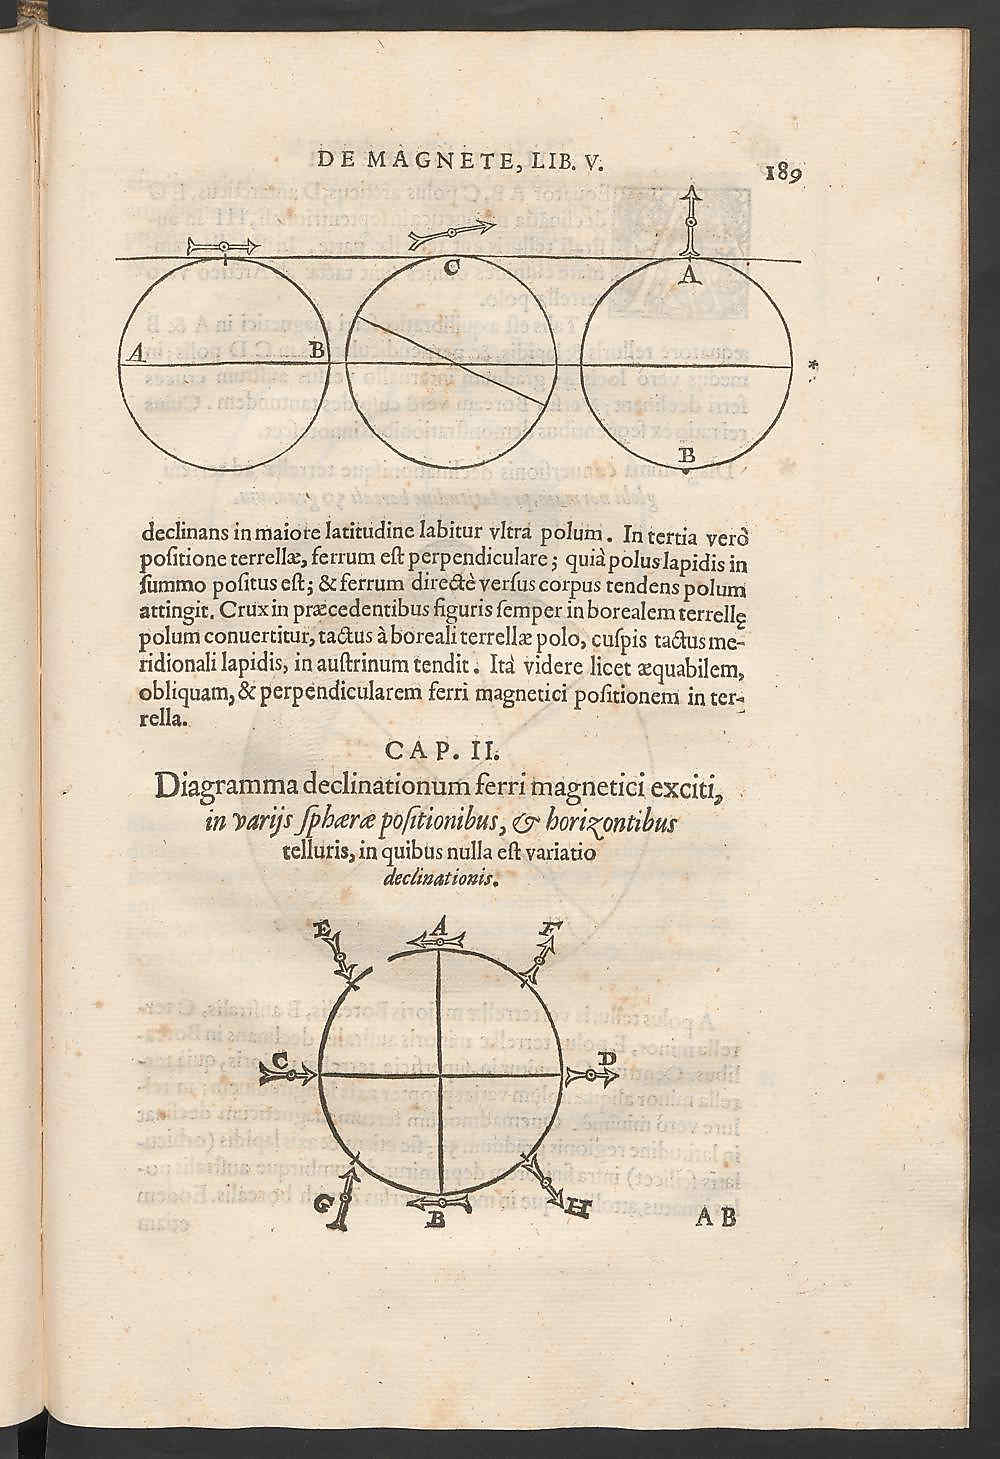 DE MAGNETE, LIB. V.
189
C
A
A
B
*
B
declinans in maiore latitudine labitur vltra polum. In tertia verò
poſitione terrellæ, ferrum eſt perpendiculare; quià polus lapidis in
ſummo poſitus eſt; & ferrum directè verſus corpus tendens polum
attingit. Crux in præcedentibus figuris ſemper in borealem terrellę
polum conuertitur, tactus à boreali terrellæ polo, cuſpis tactus me-
ridionali lapidis, in auſtrinum tendit. Ità videre licet æquabilem,
obliquam, & perpendicularem ferri magnetici poſitionem in ter-
rella.
CAP. II.
Diagramma declinationum ferri magnetici exciti,
in varijs ſphæræ poſitionibus, & horizontibus
telluris, in quibus nulla eſt variatio
declinationis.
E
A
F
C
D
G
B
H
A B